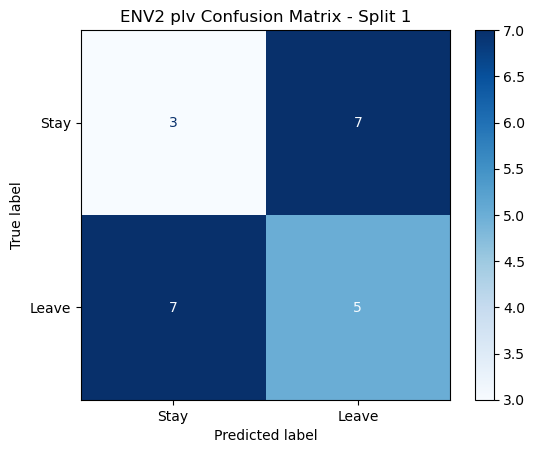 ENV2 plv Confusion Matrix - Split 1
True label
Stay
Leave
3
7
7
5
Stay
Leave
Predicted label
7.0
6.5
6.0
5.5
5.0
4.5
4.0
3.5
3.0